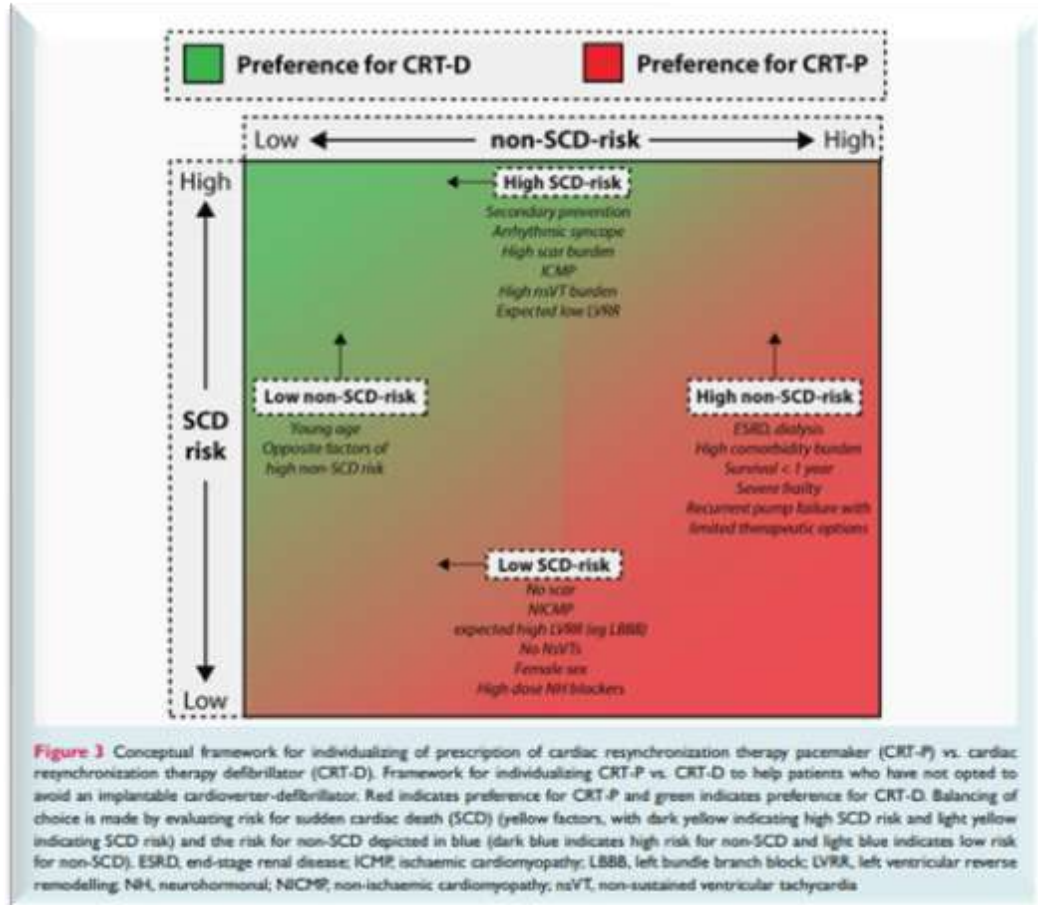 Preference for CRT-D
Preference for CRT-P
Low
non-SCD-risk
High
High
SCD
risk
Low
High SCD-risk
Secondary prevention
Arrhythmic syncope
High scar burden
ICMP
High nsVT burden
Expected low LVRR
Low non-SCD-risk
Young age
Opposite factors of
high non-SCD risk
High non-SCD-risk
ESRD, dialysis
High comorbidity burden
Survival < 1 year
Severe frailty
Recurrent pump failure with
limited therapeutic options
Low SCD-risk
No scar
NICMP
expected high LVRR (eg LBBB)
No NsVTs
Female sex
High dose NH blockers
Figure 3 Conceptual framework for individualizing of prescription of cardiac resynchronization therapy pacemaker (CRT-P) vs. cardiac
resynchronization therapy defibrillator (CRT-D). Framework for individualizing CRT-P vs. CRT-D to help patients who have not opted to
avoid an implantable cardioverter-defibrillator. Red indicates preference for CRT-P and green indicates preference for CRT-D. Balancing of
choice is made by evaluating risk for sudden cardiac death (SCD) (yellow factors, with dark yellow indicating high SCD risk and light yellow
indicating SCD risk) and the risk for non-SCD depicted in blue (dark blue indicates high risk for non-SCD and light blue indicates low risk
for non-SCD). ESRD, end-stage renal disease; ICMP, ischaemic cardiomyopathy; LBBB, left bundle branch block; LVRR, left ventricular reverse
remodelling; NH, neurohormonal; NICMP, non-ischaemic cardiomyopathy; nsVT, non-sustained ventricular tachycardia